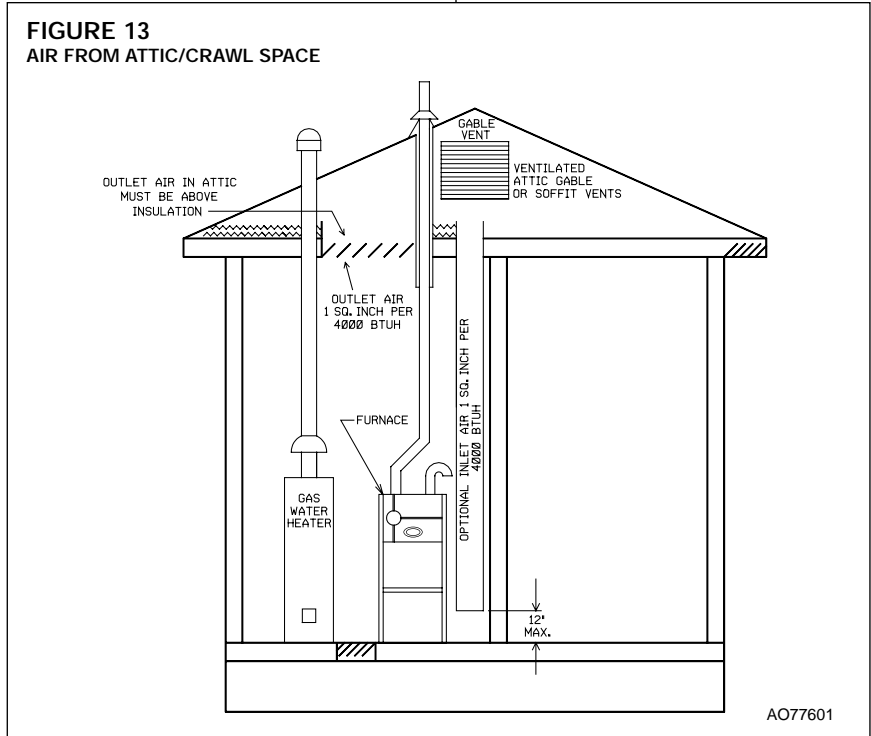 FIGURE 13
AIR FROM ATTIC/CRAWL SPACE
GABLE
VENT
VENTILATED
ATTIC GABLE
OR SOFFIT VENTS
OUTLET AIR IN ATTIC
MUST BE ABOVE
INSULATION
OUTLET AIR
1 SQ. INCH PER
4000 BTUH
OPTIONAL INLET AIR 1 SQ. INCH PER
4000 BTUH
FURNACE
GAS
WATER
HEATER
12"
MAX.
AO77601